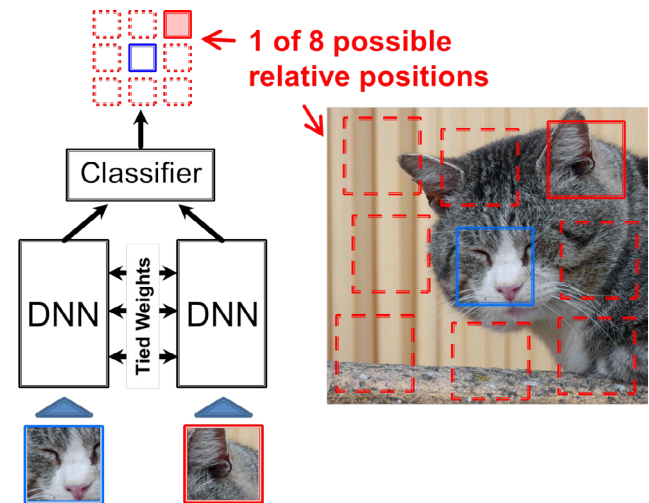 1 of 8 possible
relative positions
Classifier
DNN
Tied Weights
DNN